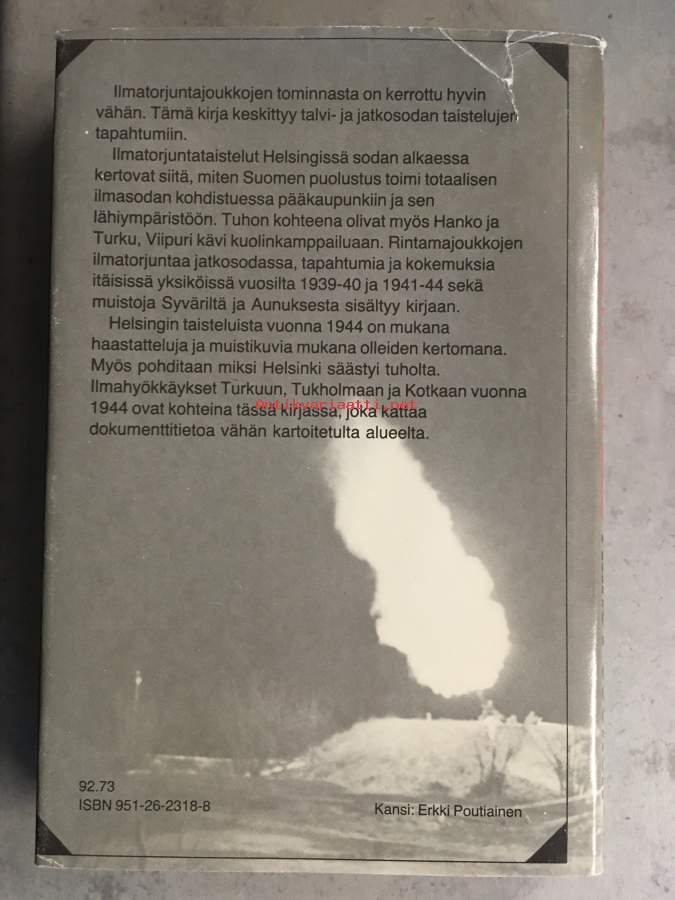 Ilmatorjuntajoukkojen tominnasta on kerrottu hyvin
vähän. Tämä kirja keskittyy talvi- ja jatkosodan taistelujen
tapahtumiin.
Ilmatorjuntataistelut Helsingissä sodan alkaessa
kertovat siitä, miten Suomen puolustus toimi totaalisen
ilmasodan kohdistuessa pääkaupunkiin ja sen
lähiympäristöön. Tuhon kohteena olivat myös Hanko ja
Turku, Viipuri kävi kuolinkamppailuaan. Rintamajoukkojen
ilmatorjuntaa jatkosodassa, tapahtumia ja kokemuksia
itäisissä yksiköissä vuosilta 1939-40 ja 1941-44 sekä
muistoja Syväriltä ja Aunuksesta sisältyy kirjaan.
Helsingin taisteluista vuonna 1944 on mukana
haastatteluja ja muistikuvia mukana olleiden kertomana.
Myös pohditaan miksi Helsinki säästyi tuholta.
Ilmahyökkäykset Turkuun, Tukholmaan ja Kotkaan vuonna
Antikvariaatti.net
1944 ovat kohteina tässä kirjassa, joka kattaa
dokumenttitietoa vähän kartoitetulta alueelta.
92.73
ISBN 951-26-2318-8
Kansi: Erkki Poutiainen